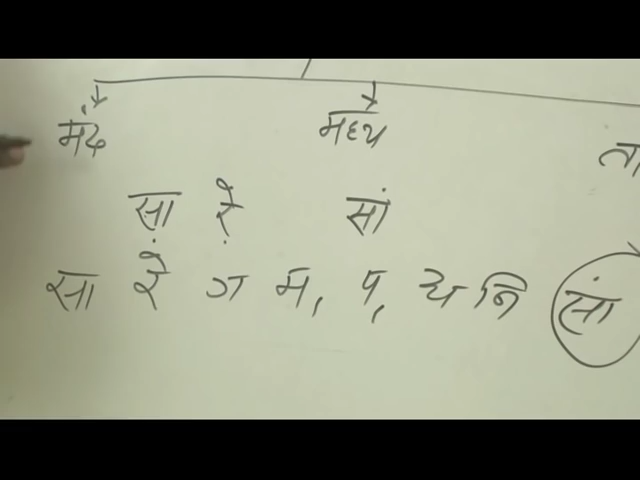 मंद्र मध्य ता
सा़ रे़ सां
सा रे ग म, प, ध नि सां